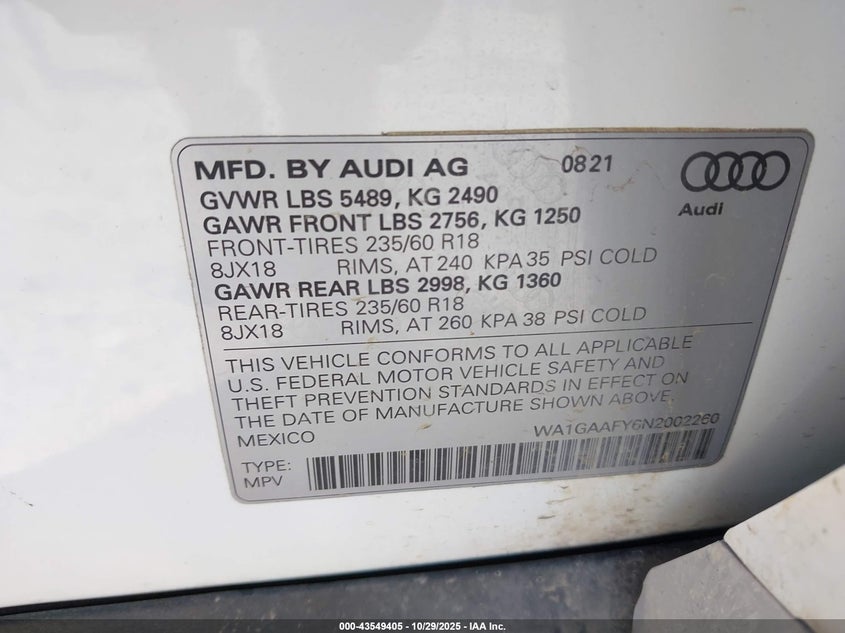 MFD. BY AUDI AG 0821
Audi
GVWR LBS 5489, KG 2490
GAWR FRONT LBS 2756, KG 1250
FRONT-TIRES 235/60 R18
8JX18 RIMS, AT 240 KPA 35 PSI COLD
GAWR REAR LBS 2998, KG 1360
REAR-TIRES 235/60 R18
8JX18 RIMS, AT 260 KPA 38 PSI COLD
THIS VEHICLE CONFORMS TO ALL APPLICABLE
U.S. FEDERAL MOTOR VEHICLE SAFETY AND
THEFT PREVENTION STANDARDS IN EFFECT ON
THE DATE OF MANUFACTURE SHOWN ABOVE.
MEXICO WA1GAAFY6N2002260
TYPE:
MPV
000-43549405 - 10/29/2025 - IAA Inc.